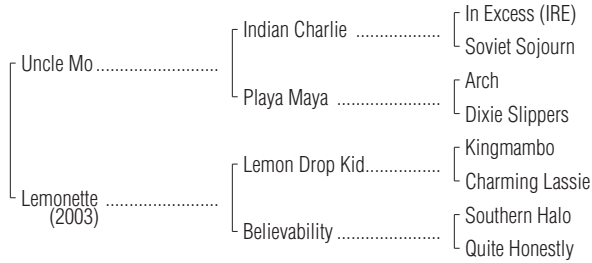 In Excess (IRE)
Indian Charlie ..................
Soviet Sojourn
Uncle Mo ..........................
Arch
Playa Maya ......................
Dixie Slippers
Kingmambo
Lemon Drop Kid................
Charming Lassie
Lemonette ........................
(2003)
Southern Halo
Believability ......................
Quite Honestly